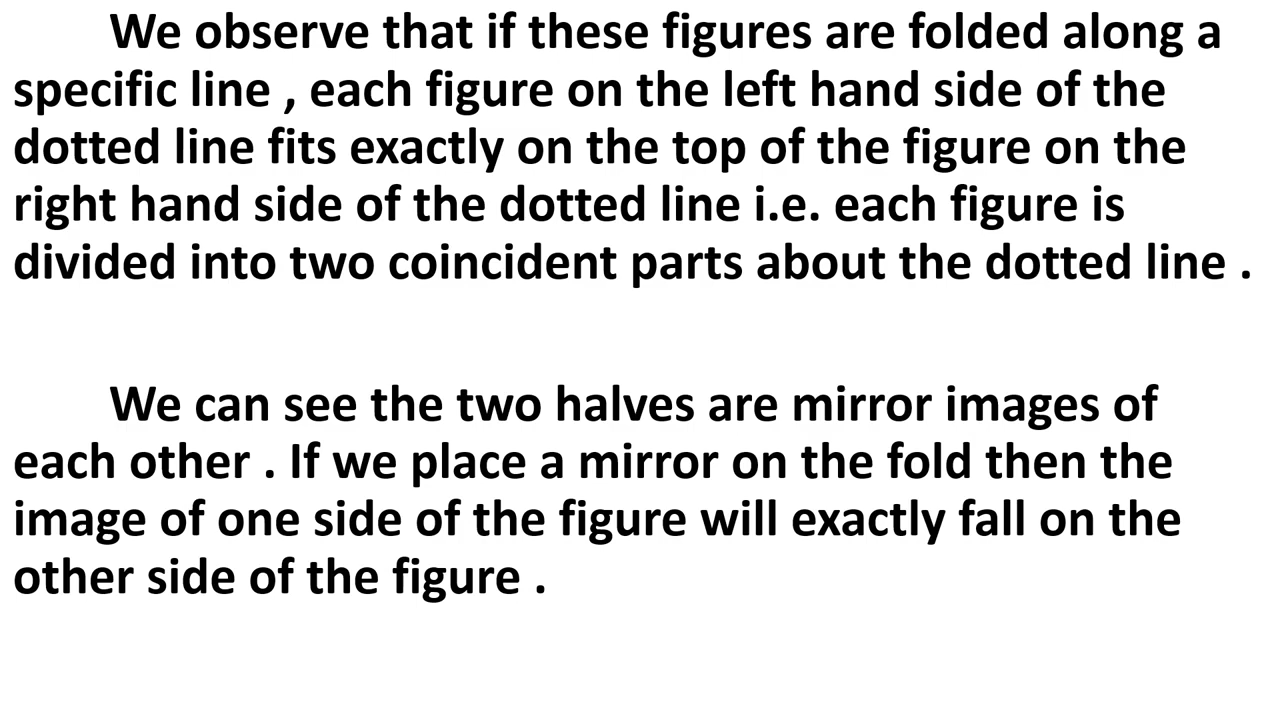 We observe that if these figures are folded along a
specific line , each figure on the left hand side of the
dotted line fits exactly on the top of the figure on the
right hand side of the dotted line i.e. each figure is
divided into two coincident parts about the dotted line .
We can see the two halves are mirror images of
each other . If we place a mirror on the fold then the
image of one side of the figure will exactly fall on the
other side of the figure .